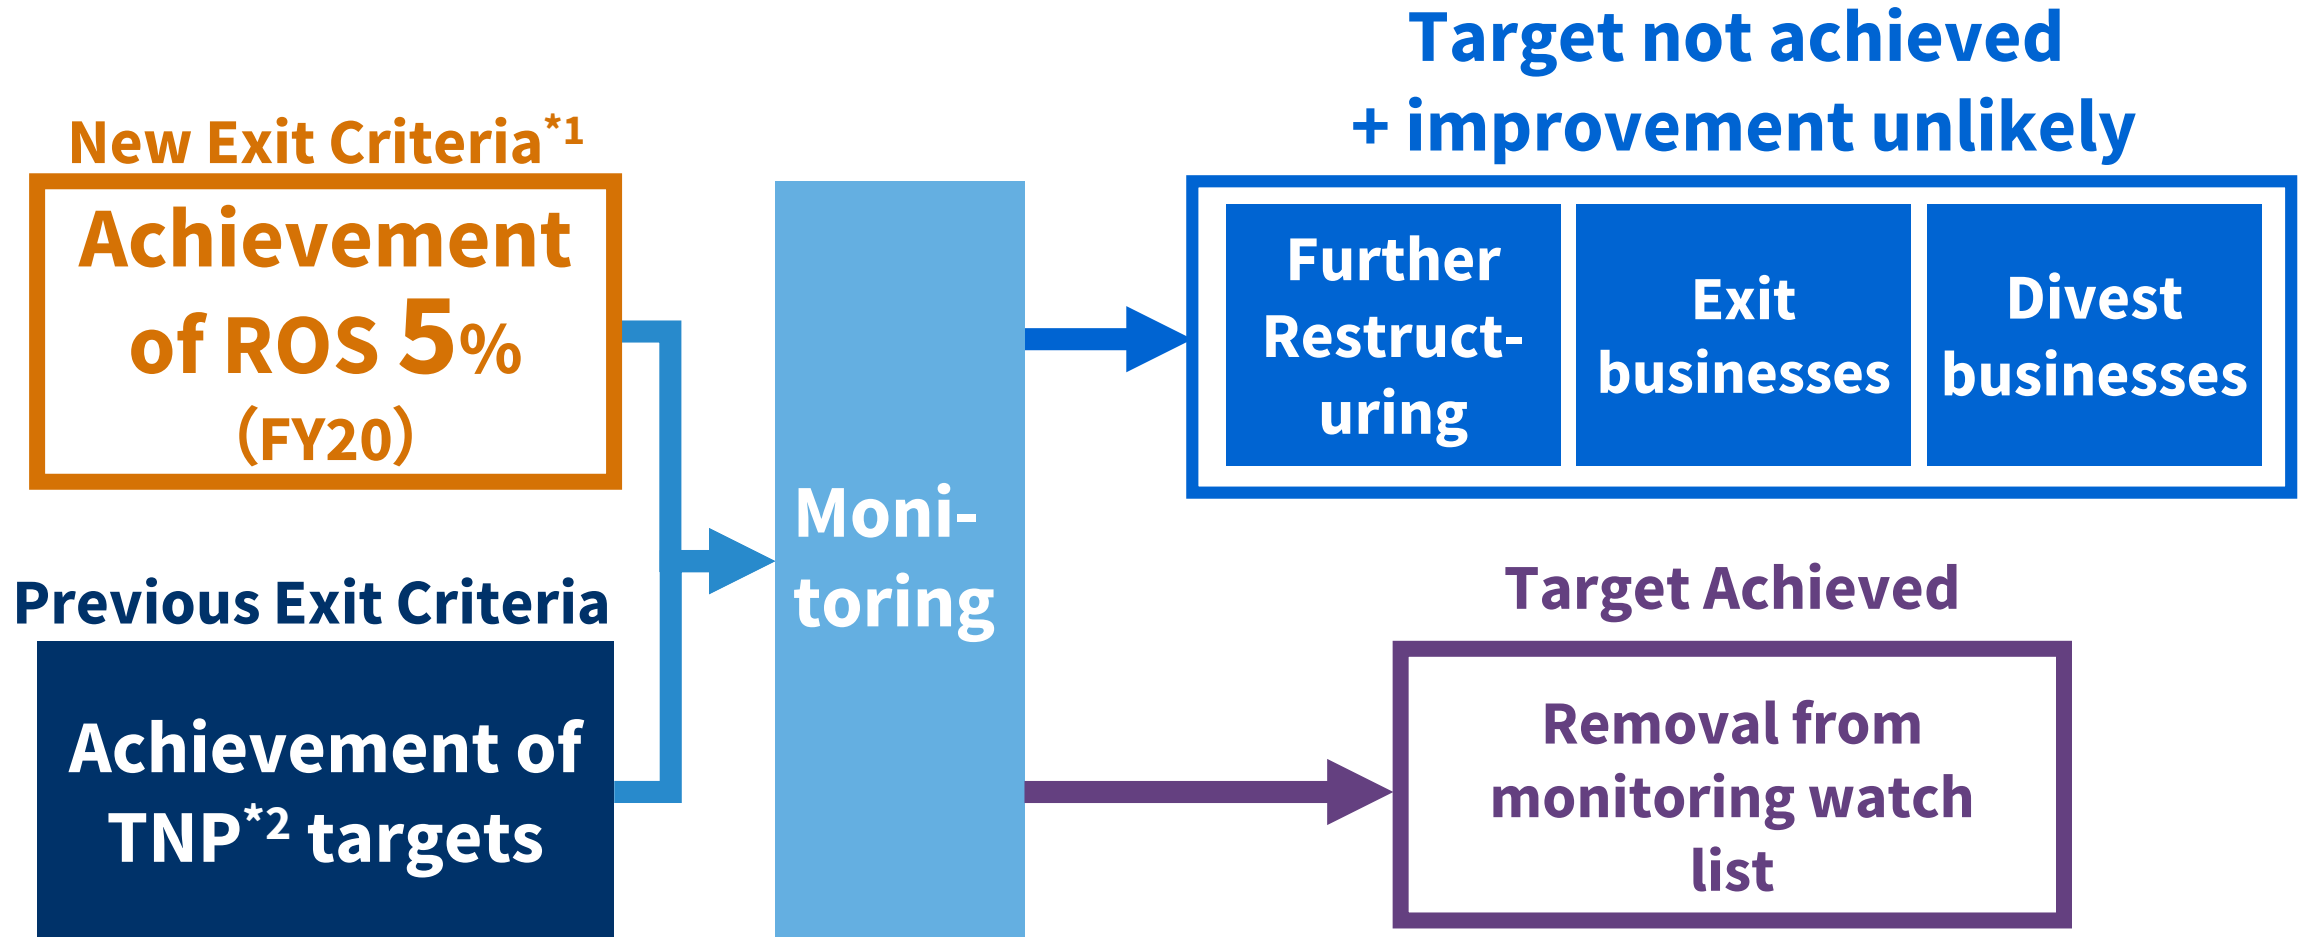 New Exit Criteria*1
Achievement
of ROS 5%
（FY20）
Previous Exit Criteria
Achievement of
TNP*2 targets
Moni-
toring
Target not achieved
+ improvement unlikely
Further
Restruct-
uring
Exit
businesses
Divest
businesses
Target Achieved
Removal from
monitoring watch
list